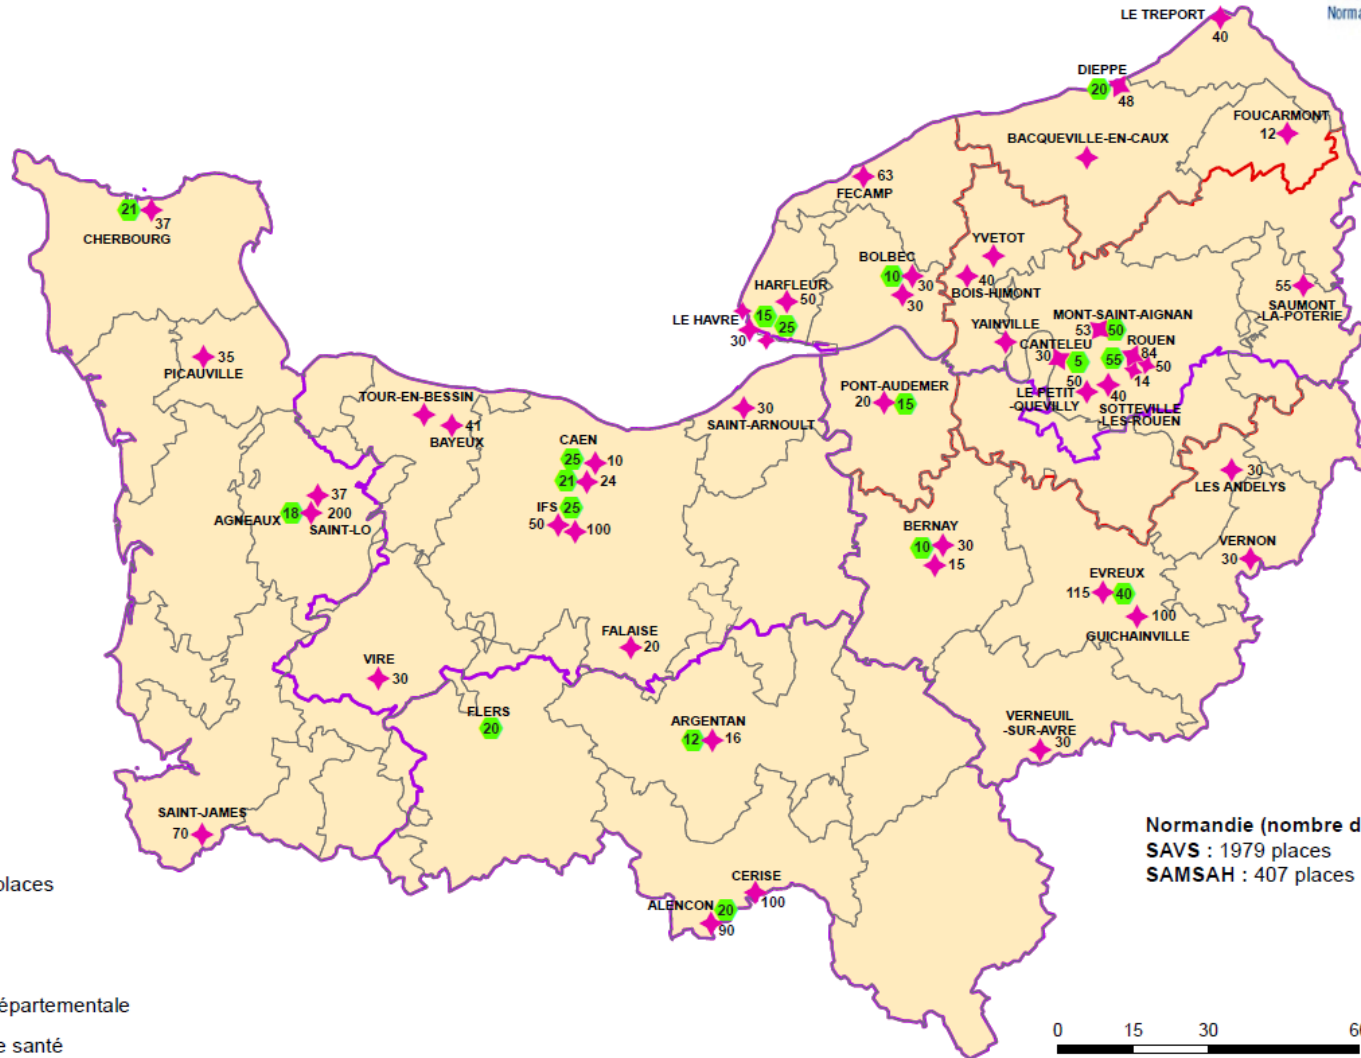 LE TREPORT
Norma
40
DIEPPE
20
48
FOUCARMONT
12
BACQUEVILLE-EN-CAUX
63
FECAMP
21
37
CHERBOURG
YVETOT
BOLBEC
10
30
30
40
BOIS-HIMONT
HARFLEUR
50
55
SAUMONT
-LA-POTERIE
LE HAVRE
15
25
30
MONT-SAINT-AIGNAN
53
50
YAINVILLE
ROUEN
CANTELEU
30
5
55
84
50
14
50
40
LE PETIT
-QUEVILLY
SOTTEVILLE
-LES-ROUEN
35
PICAUVILLE
PONT-AUDEMER
20
15
TOUR-EN-BESSIN
41
BAYEUX
30
SAINT-ARNOULT
CAEN
25
10
21
24
IFS
25
50
100
30
LES ANDELYS
37
AGNEAUX
18
200
SAINT-LO
BERNAY
10
30
15
VERNON
30
EVREUX
115
40
100
GUICHAINVILLE
FALAISE
20
VIRE
30
FLERS
20
ARGENTAN
12
16
VERNEUIL
-SUR-AVRE
30
SAINT-JAMES
70
Normandie (nombre d
SAVS : 1979 places
SAMSAH : 407 places
places
CERISE
100
ALENCON
20
90
épartementale
e santé
0
15
30
60